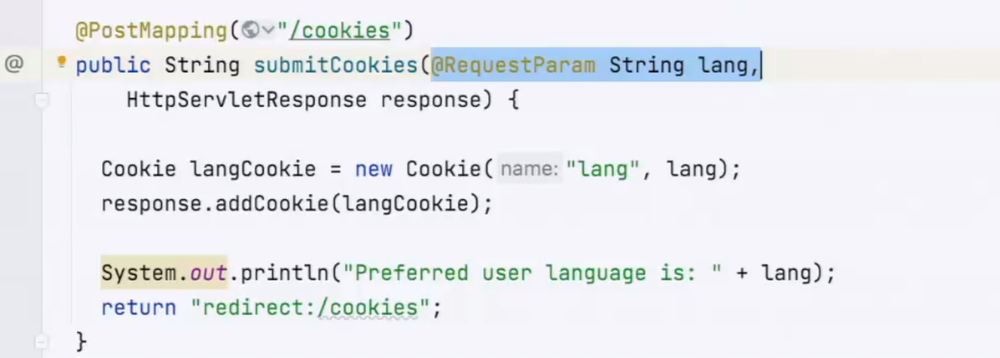 @PostMapping("/cookies")
@ public String submitCookies(@RequestParam String lang,
HttpServletResponse response) {
Cookie langCookie = new Cookie( name: "lang", lang);
response.addCookie(langCookie);
System.out.println("Preferred user language is: " + lang);
return "redirect:/cookies";
}